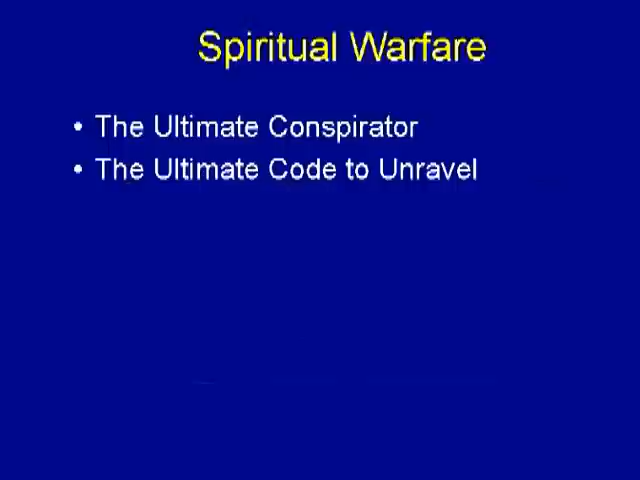 Spiritual Warfare
• The Ultimate Conspirator
• The Ultimate Code to Unravel